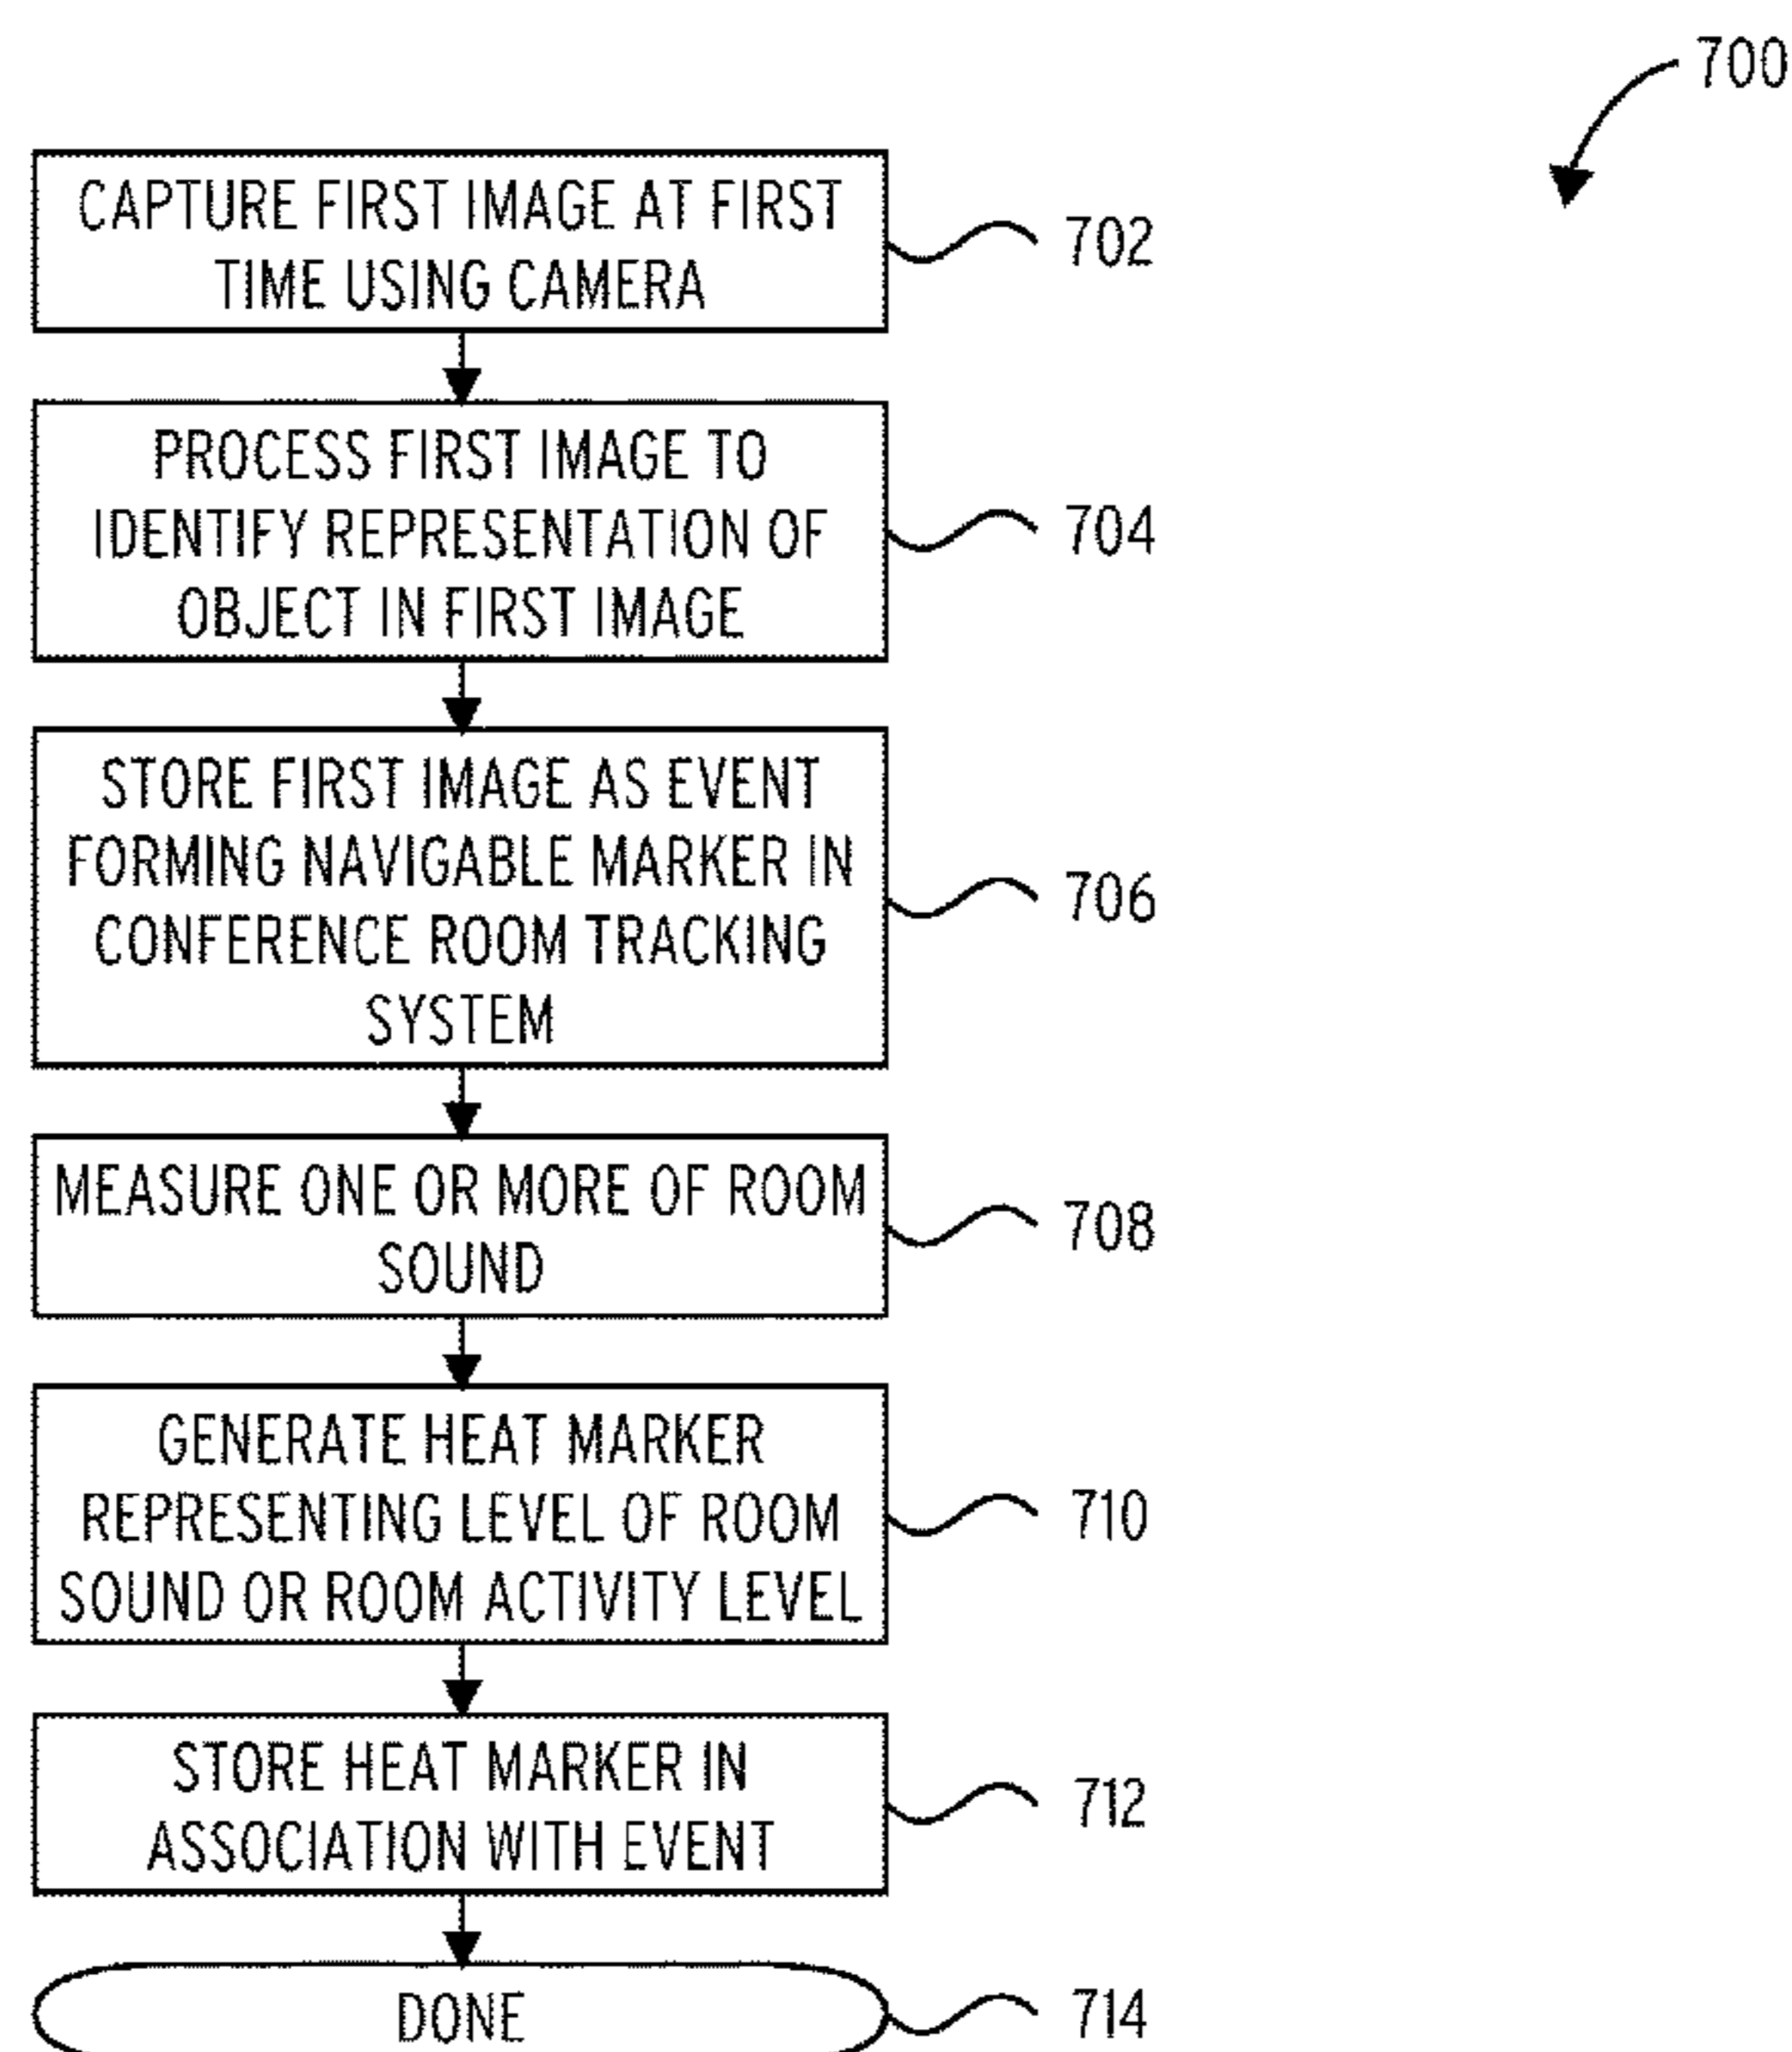 700
CAPTURE FIRST IMAGE AT FIRST
TIME USING CAMERA
702
PROCESS FIRST IMAGE TO
IDENTIFY REPRESENTATION OF
OBJECT IN FIRST IMAGE
704
STORE FIRST IMAGE AS EVENT
FORMING NAVIGABLE MARKER IN
CONFERENCE ROOM TRACKING
SYSTEM
706
MEASURE ONE OR MORE OF ROOM
SOUND
708
GENERATE HEAT MARKER
REPRESENTING LEVEL OF ROOM
SOUND OR ROOM ACTIVITY LEVEL
710
STORE HEAT MARKER IN
ASSOCIATION WITH EVENT
712
DONE
714